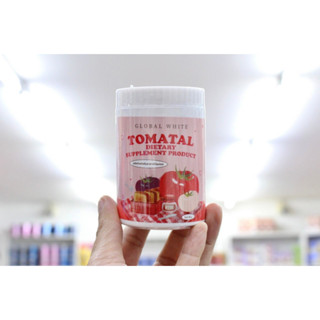 GLOBAL WHITE
TOMATAL
DIETARY
SUPPLEMENT PRODUCT